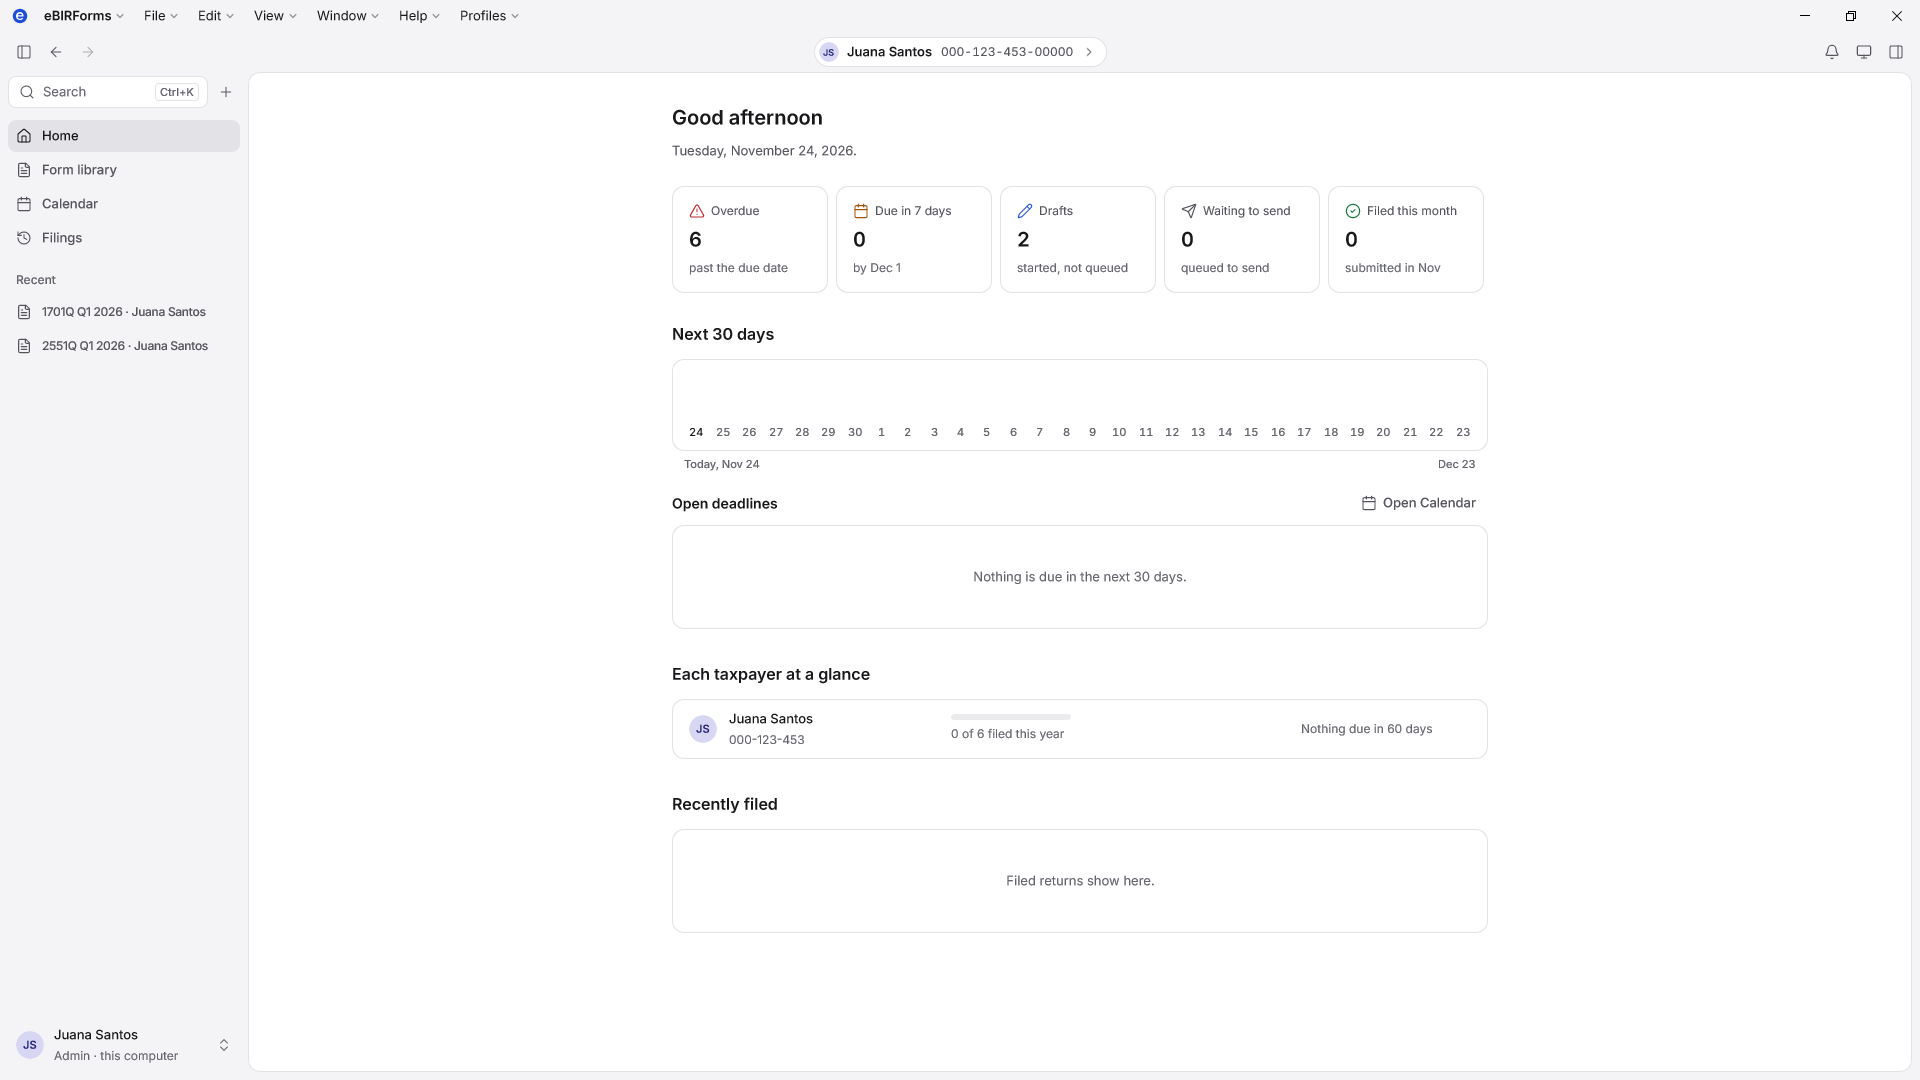 eBIRForms File Edit View Window Help Profiles
JS Juana Santos 000-123-453-00000
Search Ctrl+K
Home
Form library
Calendar
Filings
Recent
1701Q Q1 2026 · Juana Santos
2551Q Q1 2026 · Juana Santos
Good afternoon
Tuesday, November 24, 2026.
Overdue
6
past the due date
Due in 7 days
0
by Dec 1
Drafts
2
started, not queued
Waiting to send
0
queued to send
Filed this month
0
submitted in Nov
Next 30 days
24 25 26 27 28 29 30 1 2 3 4 5 6 7 8 9 10 11 12 13 14 15 16 17 18 19 20 21 22 23
Today, Nov 24 Dec 23
Open deadlines Open Calendar
Nothing is due in the next 30 days.
Each taxpayer at a glance
JS
Juana Santos
000-123-453
0 of 6 filed this year
Nothing due in 60 days
Recently filed
Filed returns show here.
JS
Juana Santos
Admin · this computer